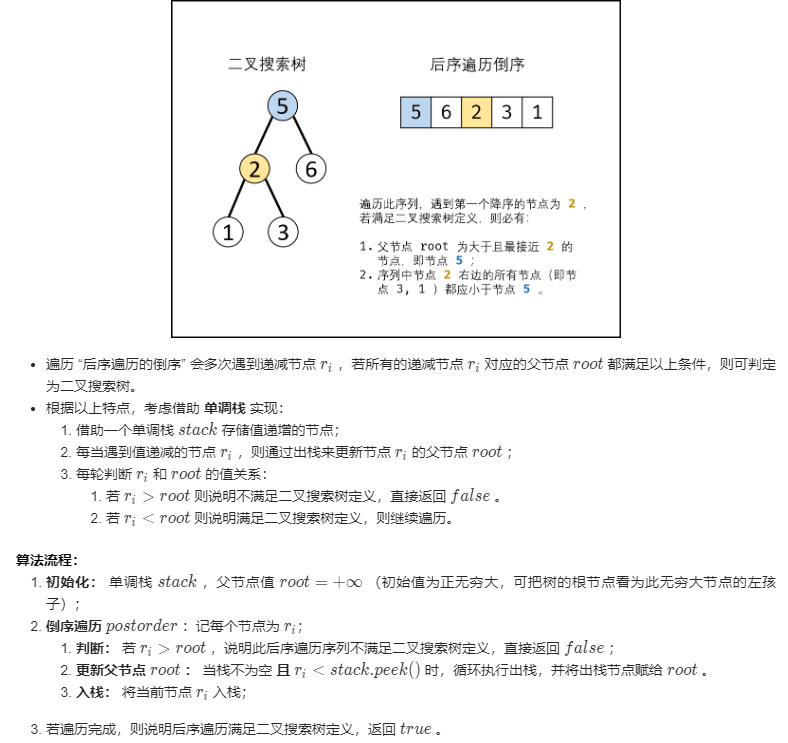 二叉搜索树
后序遍历倒序
5
5 6 2 3 1
2
6
1
3
遍历此序列，遇到第一个降序的节点为 2 ，
若满足二叉搜索树定义，则必有：
1. 父节点 root 为大于且最接近 2 的
节点，即节点 5 ；
2. 序列中节点 2 右边的所有节点（即节
点 3, 1 ）都应小于节点 5 。
• 遍历 “后序遍历的倒序” 会多次遇到递减节点 r_i ，若所有的递减节点 r_i 对应的父节点 root 都满足以上条件，则可判定
为二叉搜索树。
• 根据以上特点，考虑借助 单调栈 实现：
1. 借助一个单调栈 stack 存储值递增的节点；
2. 每当遇到值递减的节点 r_i ，则通过出栈来更新节点 r_i 的父节点 root ；
3. 每轮判断 r_i 和 root 的值关系：
1. 若 r_i > root 则说明不满足二叉搜索树定义，直接返回 false 。
2. 若 r_i < root 则说明满足二叉搜索树定义，则继续遍历。
算法流程：
1. 初始化： 单调栈 stack ，父节点值 root = +∞ （初始值为正无穷大，可把树的根节点看为此无穷大节点的左孩
子）；
2. 倒序遍历 postorder ：记每个节点为 r_i；
1. 判断： 若 r_i > root ，说明此后序遍历序列不满足二叉搜索树定义，直接返回 false ；
2. 更新父节点 root ： 当栈不为空 且 r_i < stack.peek() 时，循环执行出栈，并将出栈节点赋给 root 。
3. 入栈： 将当前节点 r_i 入栈；
3. 若遍历完成，则说明后序遍历满足二叉搜索树定义，返回 true 。